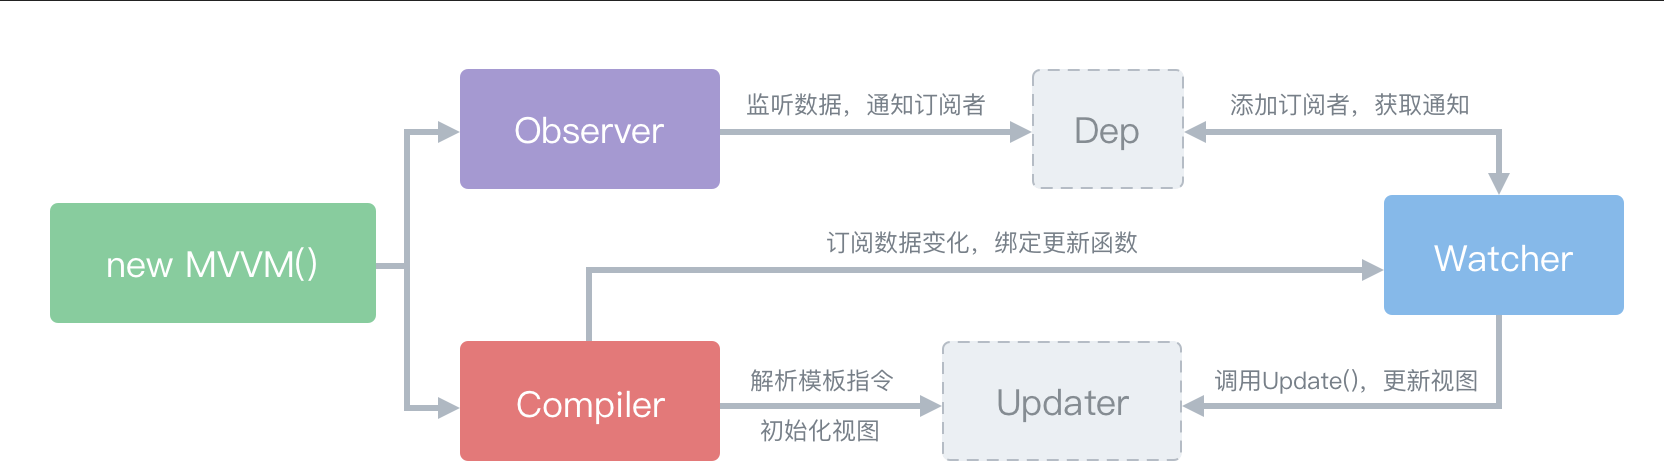 监听数据，通知订阅者
添加订阅者，获取通知
Observer
Dep
new MVVM()
订阅数据变化，绑定更新函数
Watcher
Compiler
解析模板指令
初始化视图
Updater
调用Update()，更新视图